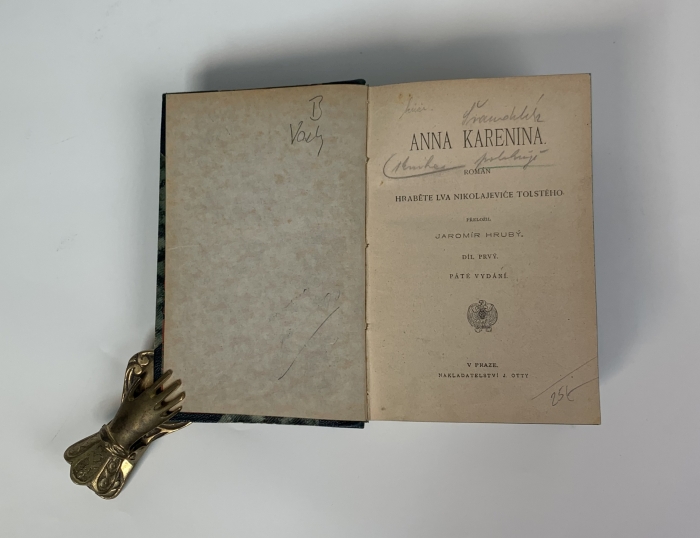 B
ANNA KARENINA.
ROMÁN
HRABĚTE LVA NIKOLAJEVIČE TOLSTÉHO.
PŘELOŽIL
JAROMÍR HRUBÝ.
DÍL PRVÝ.
PÁTÉ VYDÁNÍ.
V PRAZE.
NAKLADATELSTVÍ J. OTTY